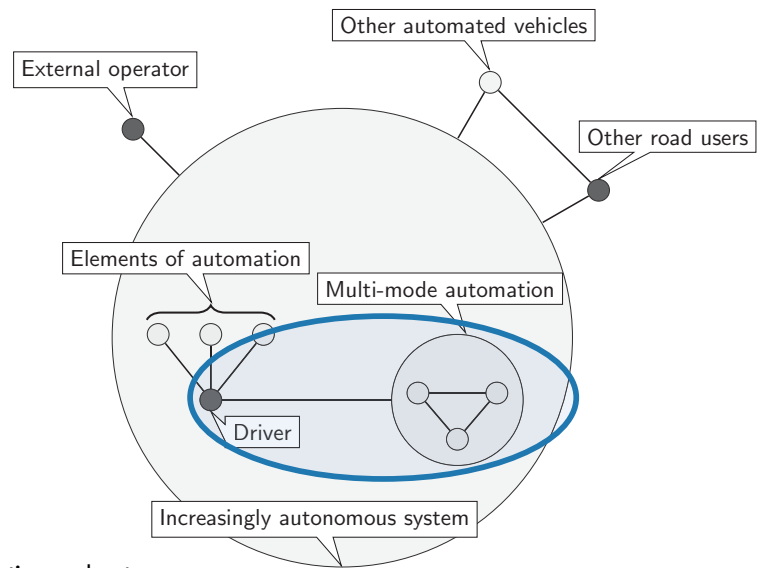 Other automated vehicles
External operator
Other road users
Elements of automation
Multi-mode automation
Driver
Increasingly autonomous system